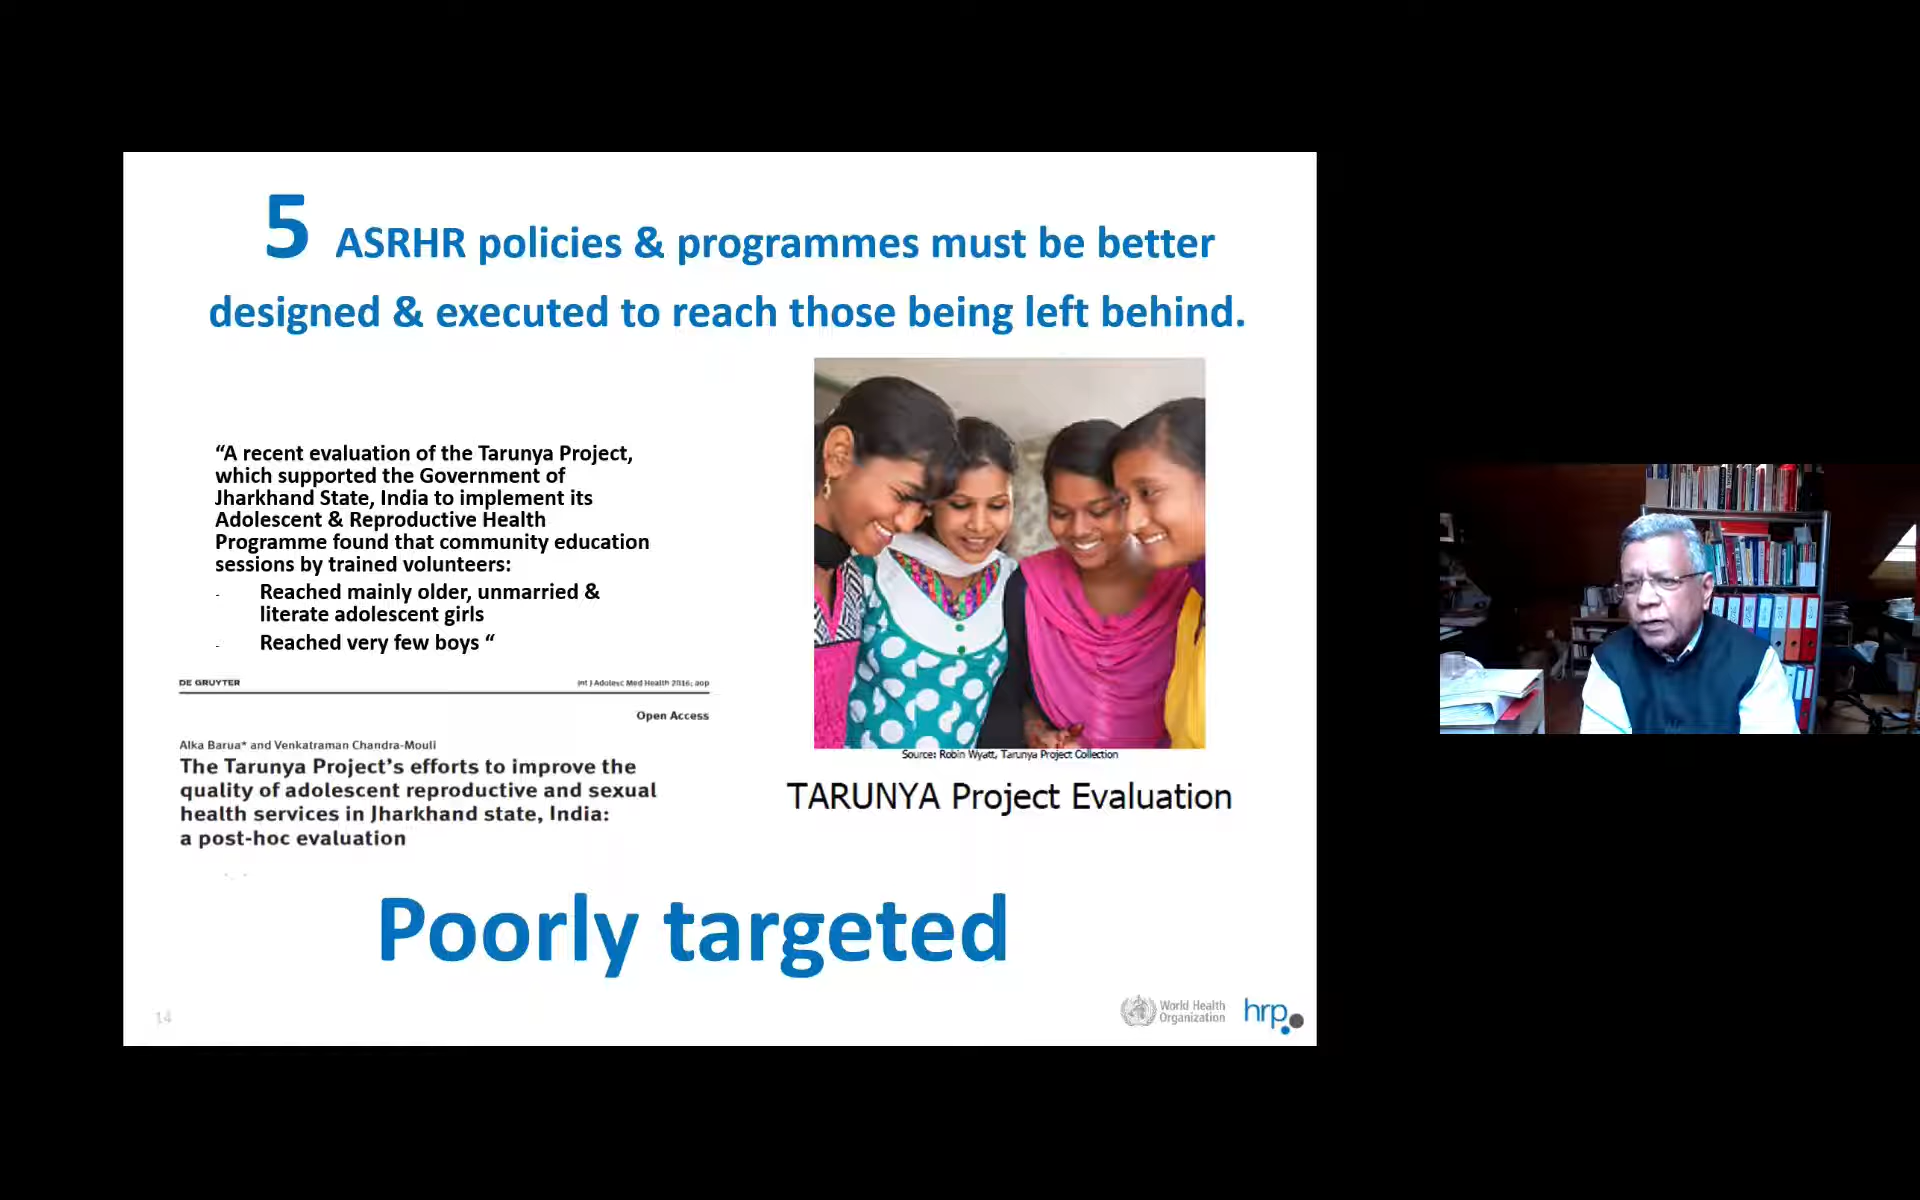 5 ASRHR policies & programmes must be better
designed & executed to reach those being left behind.
“A recent evaluation of the Tarunya Project,
which supported the Government of
Jharkhand State, India to implement its
Adolescent & Reproductive Health
Programme found that community education
sessions by trained volunteers:
- Reached mainly older, unmarried &
literate adolescent girls
- Reached very few boys “
DE GRUYTER
Int J Adolesc Med Health 2016; aop
Open Access
Alka Barua* and Venkatraman Chandra-Mouli
The Tarunya Project’s efforts to improve the
quality of adolescent reproductive and sexual
health services in Jharkhand state, India:
a post-hoc evaluation
Source: Robin Wyatt, Tarunya Project Collection
TARUNYA Project Evaluation
Poorly targeted
14
World Health
Organization
hrp